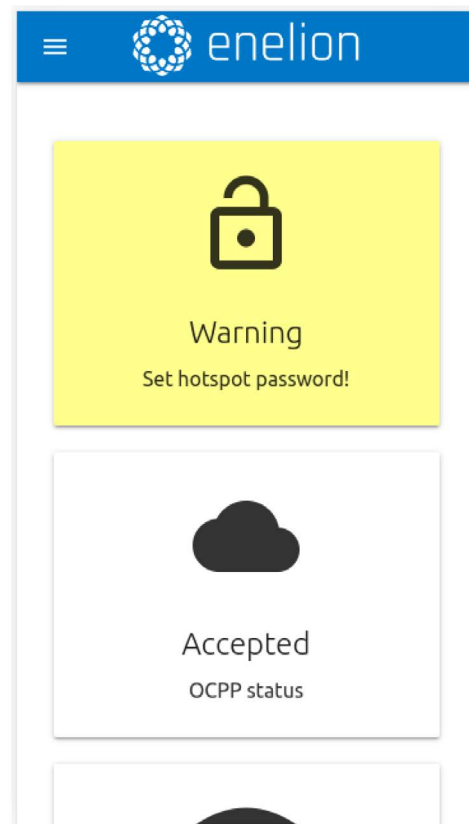 enelion
Warning
Set hotspot password!
Accepted
OCPP status